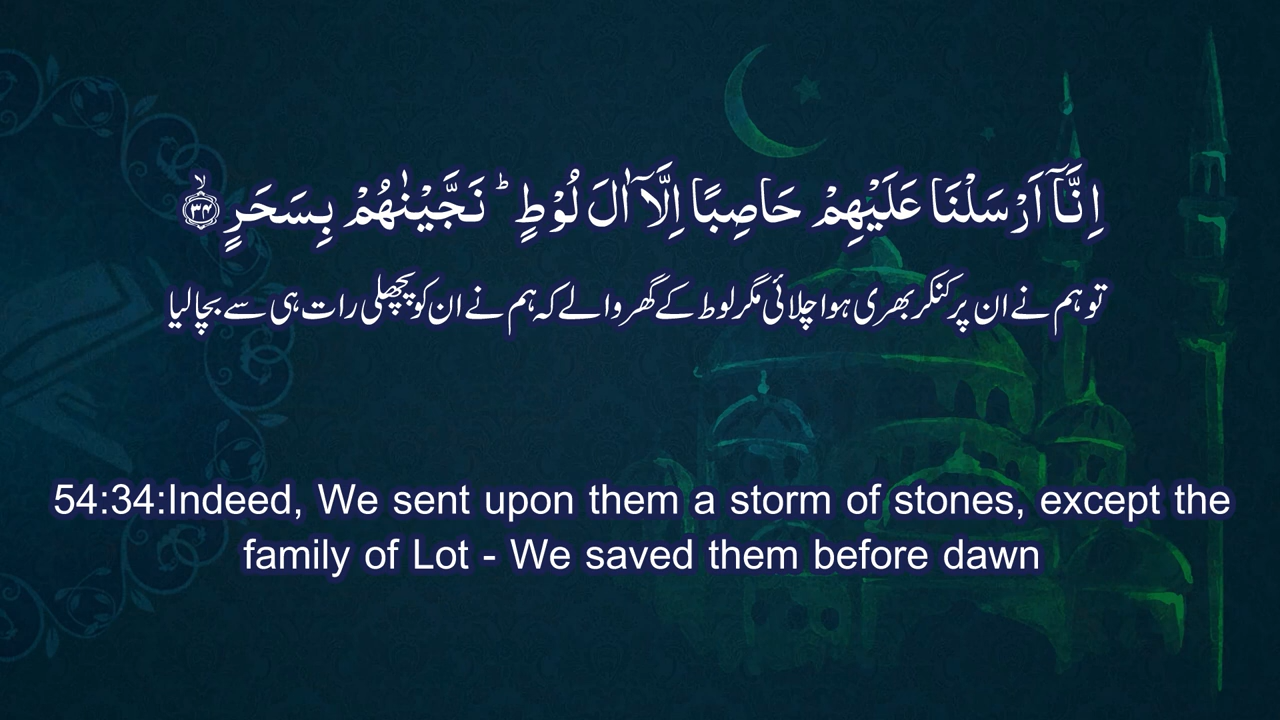 اِنَّاۤ اَرْسَلْنَا عَلَیْهِمْ حَاصِبًا اِلَّاۤ اٰلَ لُوْطٍ ؕ نَجَّیْنٰهُمْ بِسَحَرٍ ۙ﴿۳۴﴾
تو ہم نے ان پر کنکر بھری ہوا چلائی مگر لوط کے گھر والے کہ ہم نے ان کو پچھلی رات ہی سے بچا لیا
54:34:Indeed, We sent upon them a storm of stones, except the
family of Lot - We saved them before dawn